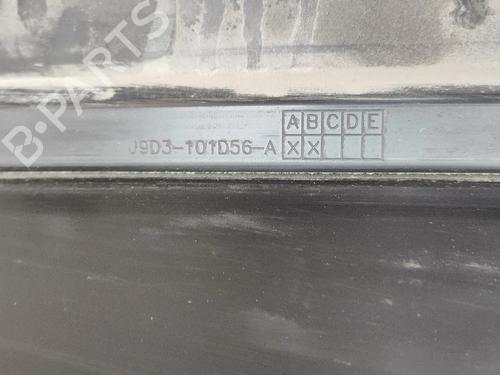 B-PARTS
J9D3-101D56-A
A B C D E
X X